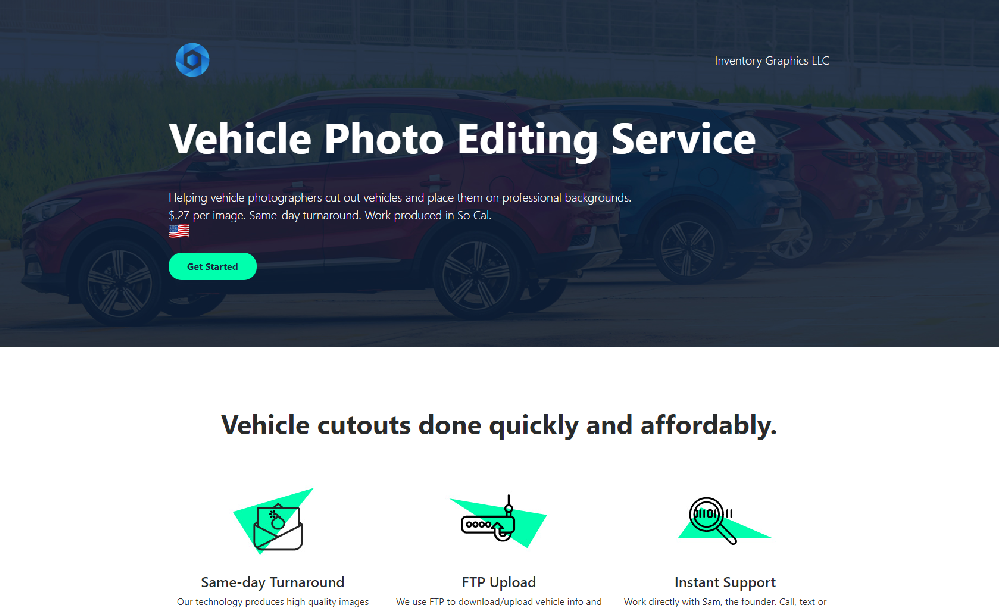 Inventory Graphics LLC
Vehicle Photo Editing Service
Helping vehicle photographers cut out vehicles and place them on professional backgrounds.
$.27 per image. Same-day turnaround. Work produced in So Cal.
Get Started
Vehicle cutouts done quickly and affordably.
Same-day Turnaround
FTP Upload
Instant Support
Our technology produces high quality images
We use FTP to download/upload vehicle info and
Work directly with Sam, the founder. Call, text or